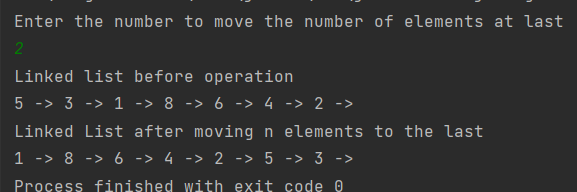 Enter the number to move the number of elements at last
2
Linked list before operation
5 -> 3 -> 1 -> 8 -> 6 -> 4 -> 2 ->
Linked List after moving n elements to the last
1 -> 8 -> 6 -> 4 -> 2 -> 5 -> 3 ->
Process finished with exit code 0